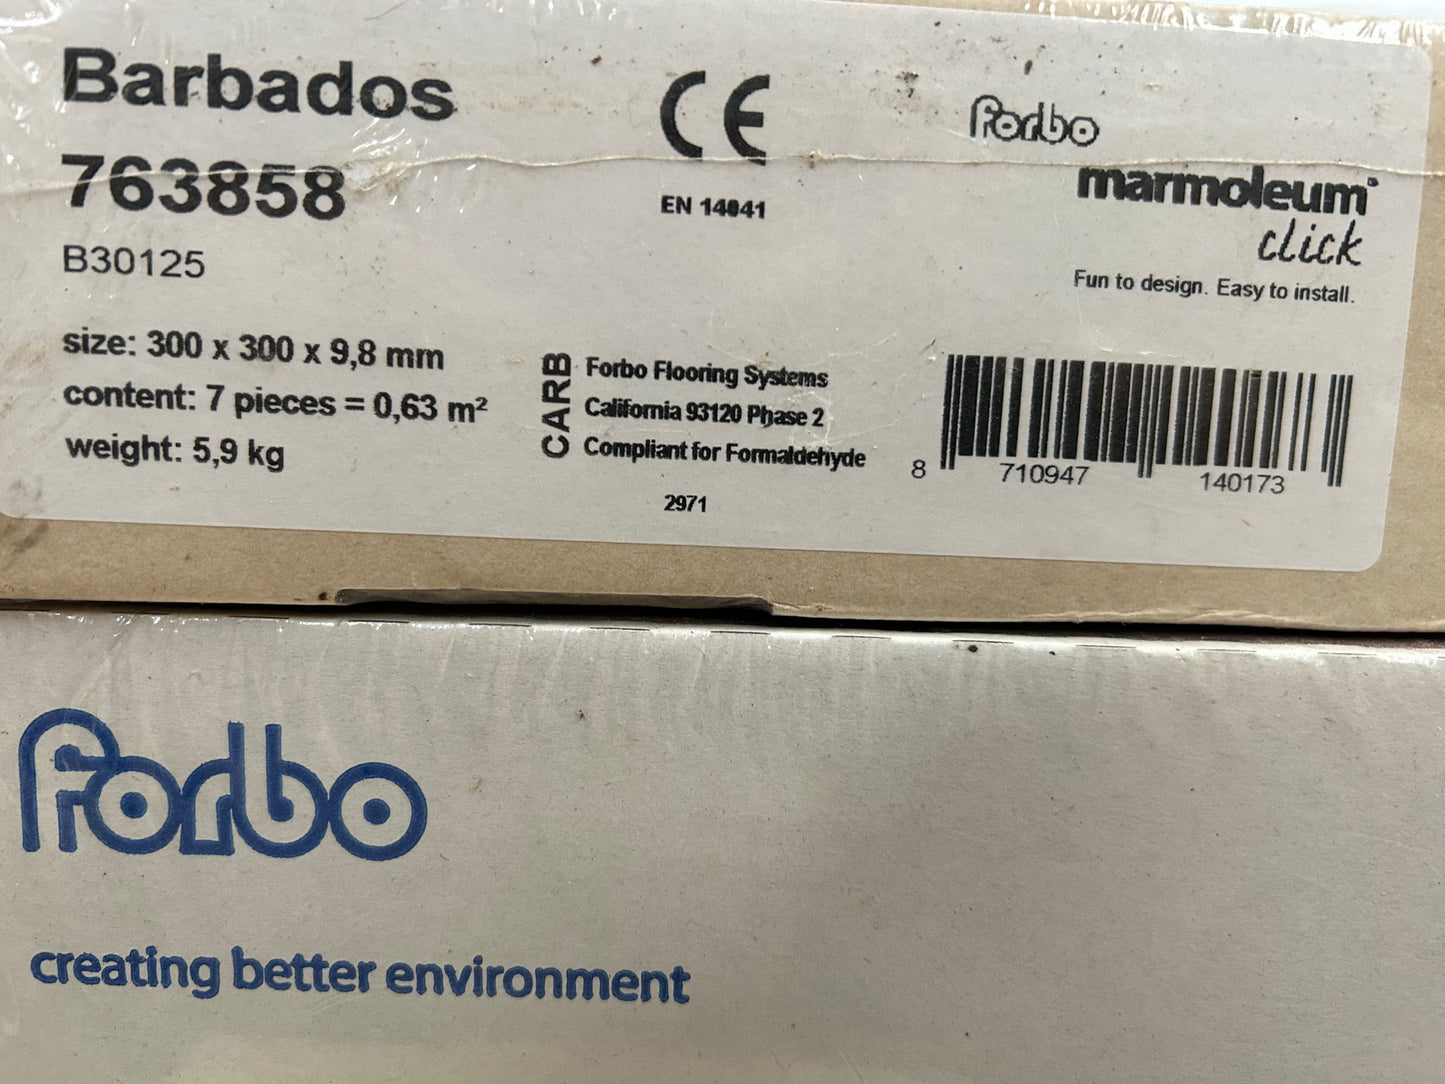 Barbados
763858
B30125
size: 300 x 300 x 9,8 mm
content: 7 pieces = 0,63 m²
weight: 5,9 kg
CE
EN 14041
CARB
Forbo Flooring Systems
California 93120 Phase 2
Compliant for Formaldehyde
2971
forbo
marmoleum®
click
Fun to design. Easy to install.
8 710947 140173
forbo
creating better environment